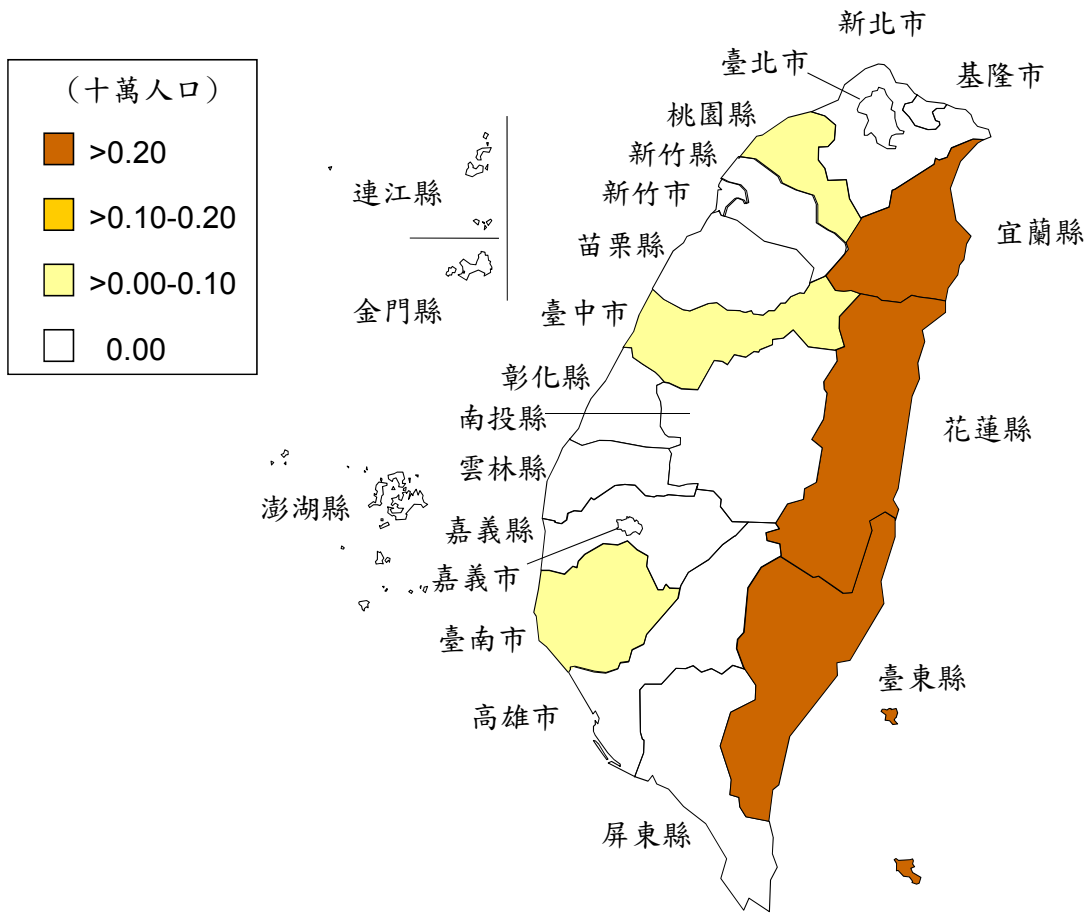 (十萬人口)
>0.20
>0.10-0.20
>0.00-0.10
0.00
新北市
臺北市
基隆市
桃園縣
新竹縣
新竹市
連江縣
宜蘭縣
苗栗縣
金門縣
臺中市
彰化縣
南投縣
花蓮縣
雲林縣
澎湖縣
嘉義縣
嘉義市
臺南市
臺東縣
高雄市
屏東縣